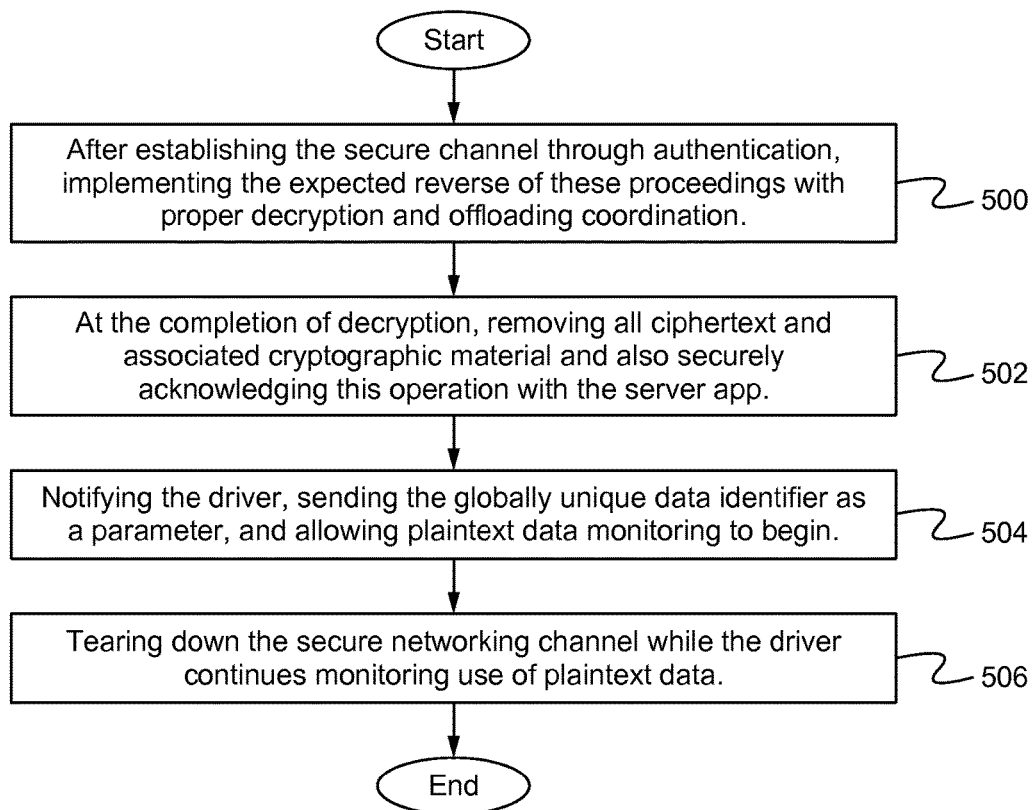 Start
After establishing the secure channel through authentication,
implementing the expected reverse of these proceedings with
proper decryption and offloading coordination.
500
At the completion of decryption, removing all ciphertext and
associated cryptographic material and also securely
acknowledging this operation with the server app.
502
Notifying the driver, sending the globally unique data identifier as
a parameter, and allowing plaintext data monitoring to begin.
504
Tearing down the secure networking channel while the driver
continues monitoring use of plaintext data.
506
End